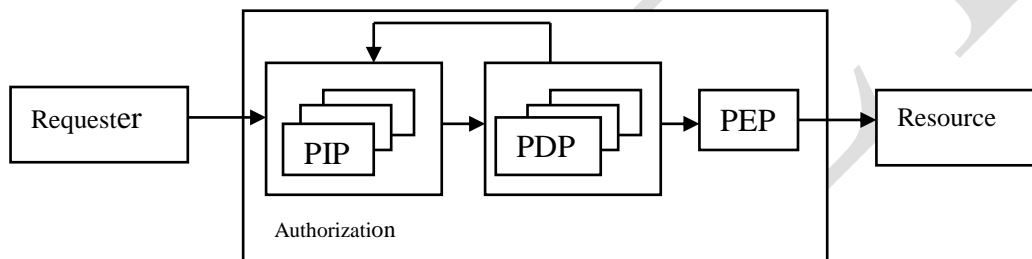 Requester
PIP
PDP
PEP
Resource
Authorization